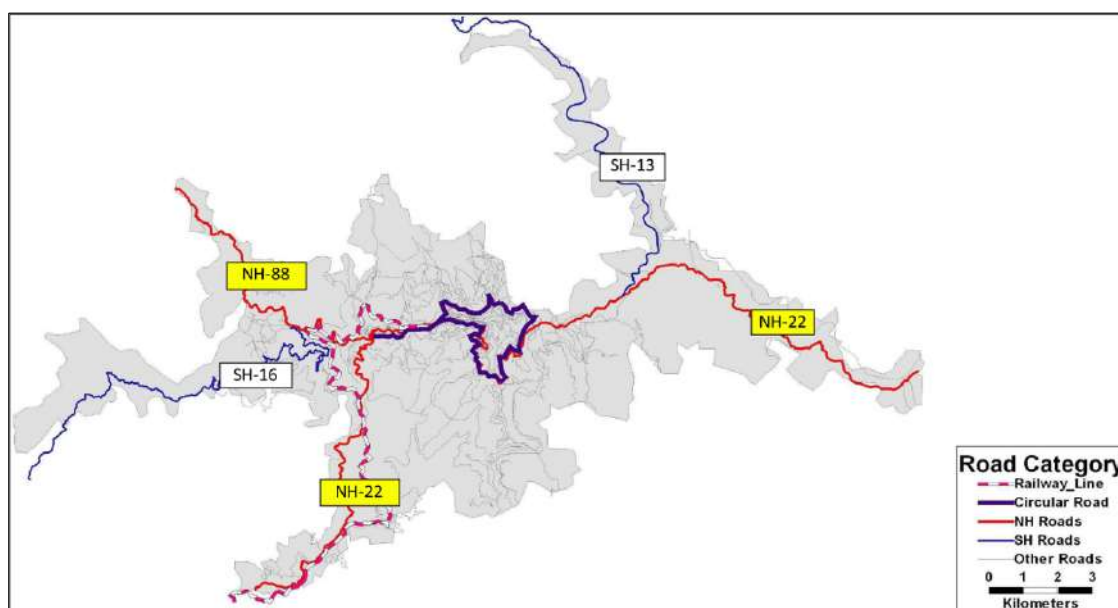 SH-13
NH-88
NH-22
SH-16
NH-22
Road Category
Railway_Line
Circular Road
NH Roads
SH Roads
Other Roads
0 1 2 3
Kilometers